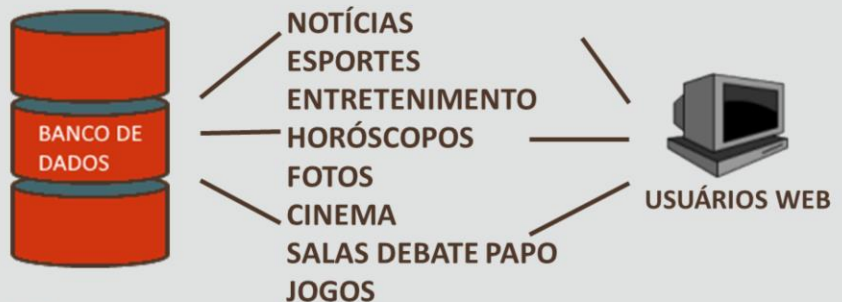 BANCO DE
DADOS
NOTÍCIAS
ESPORTES
ENTRETENIMENTO
HORÓSCOPOS
FOTOS
CINEMA
SALAS DEBATE PAPO
JOGOS
USUÁRIOS WEB